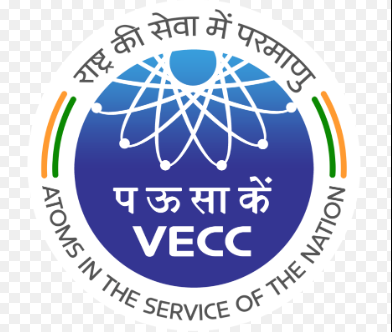 राष्ट्र की सेवा में परमाणु
प ऊ सा कें
VECC
ATOMS IN THE SERVICE OF THE NATION